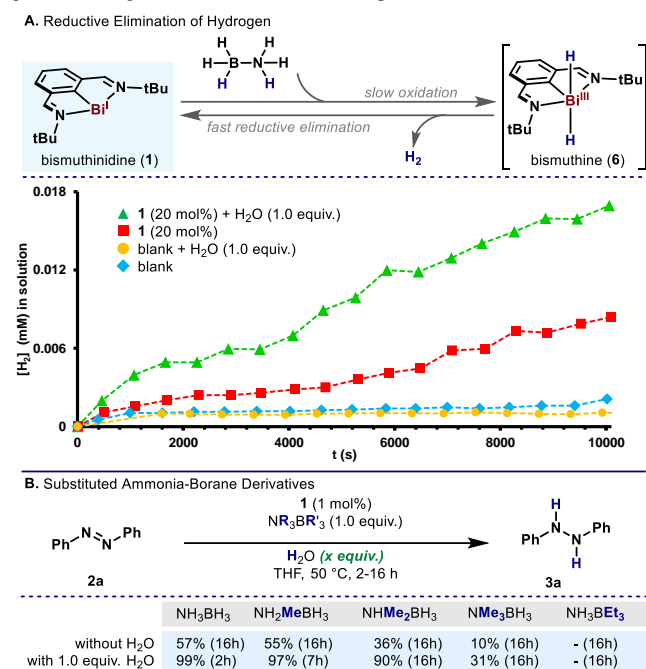 A. Reductive Elimination of Hydrogen
H H
H B N H
H H
N tBu
Bi^I
N
tBu
bismuthinidine (1)
slow oxidation
fast reductive elimination
H₂
H
N tBu
Bi^III
N
tBu
H
bismuthine (6)
[H₂] (mM) in solution
0.018
0.012
0.006
0
1 (20 mol%) + H₂O (1.0 equiv.)
1 (20 mol%)
blank + H₂O (1.0 equiv.)
blank
0 2000 4000 6000 8000 10000
t (s)
B. Substituted Ammonia-Borane Derivatives
1 (1 mol%)
NR₃BR'₃ (1.0 equiv.)
H₂O (x equiv.)
THF, 50 °C, 2-16 h
Ph N N Ph
2a
H
Ph N N Ph
H
3a
NH₃BH₃ NH₂MeBH₃ NHMe₂BH₃ NMe₃BH₃ NH₃BEt₃
without H₂O 57% (16h) 55% (16h) 36% (16h) 10% (16h) - (16h)
with 1.0 equiv. H₂O 99% (2h) 97% (7h) 90% (16h) 31% (16h) - (16h)